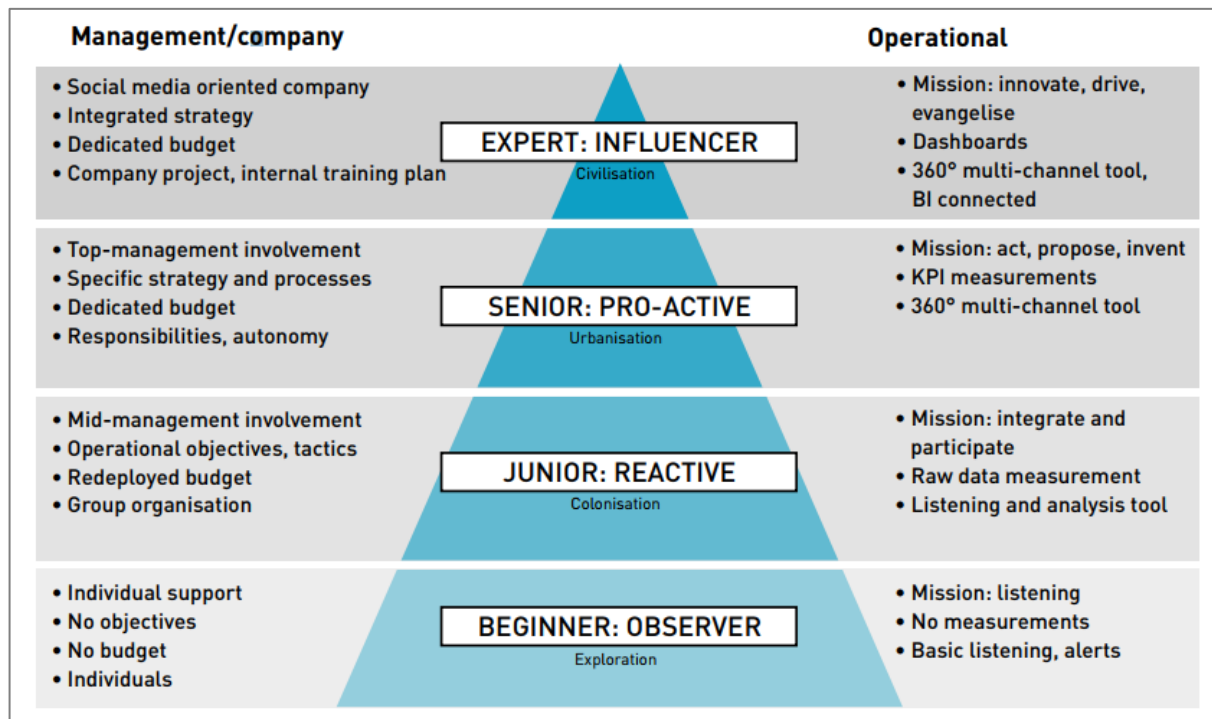 Management/company
Operational
• Social media oriented company
• Integrated strategy
• Dedicated budget
• Company project, internal training plan
EXPERT: INFLUENCER
Civilisation
• Mission: innovate, drive,
evangelise
• Dashboards
• 360° multi-channel tool,
BI connected
• Top-management involvement
• Specific strategy and processes
• Dedicated budget
• Responsibilities, autonomy
SENIOR: PRO-ACTIVE
Urbanisation
• Mission: act, propose, invent
• KPI measurements
• 360° multi-channel tool
• Mid-management involvement
• Operational objectives, tactics
• Redeployed budget
• Group organisation
JUNIOR: REACTIVE
Colonisation
• Mission: integrate and
participate
• Raw data measurement
• Listening and analysis tool
• Individual support
• No objectives
• No budget
• Individuals
BEGINNER: OBSERVER
Exploration
• Mission: listening
• No measurements
• Basic listening, alerts